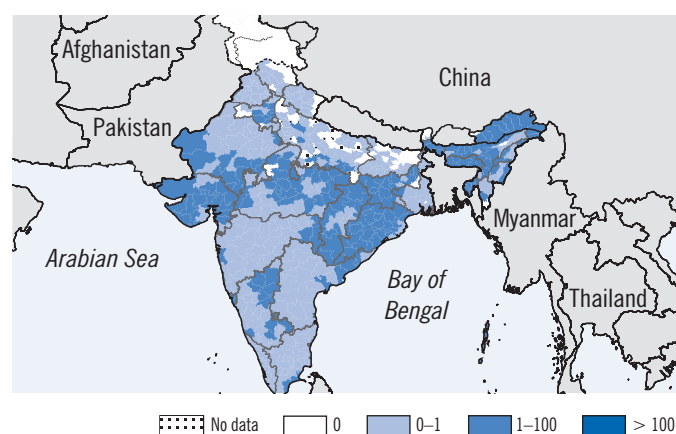 Afghanistan
China
Pakistan
Myanmar
Arabian Sea
Bay of
Bengal
Thailand
No data 0 0–1 1–100 > 100